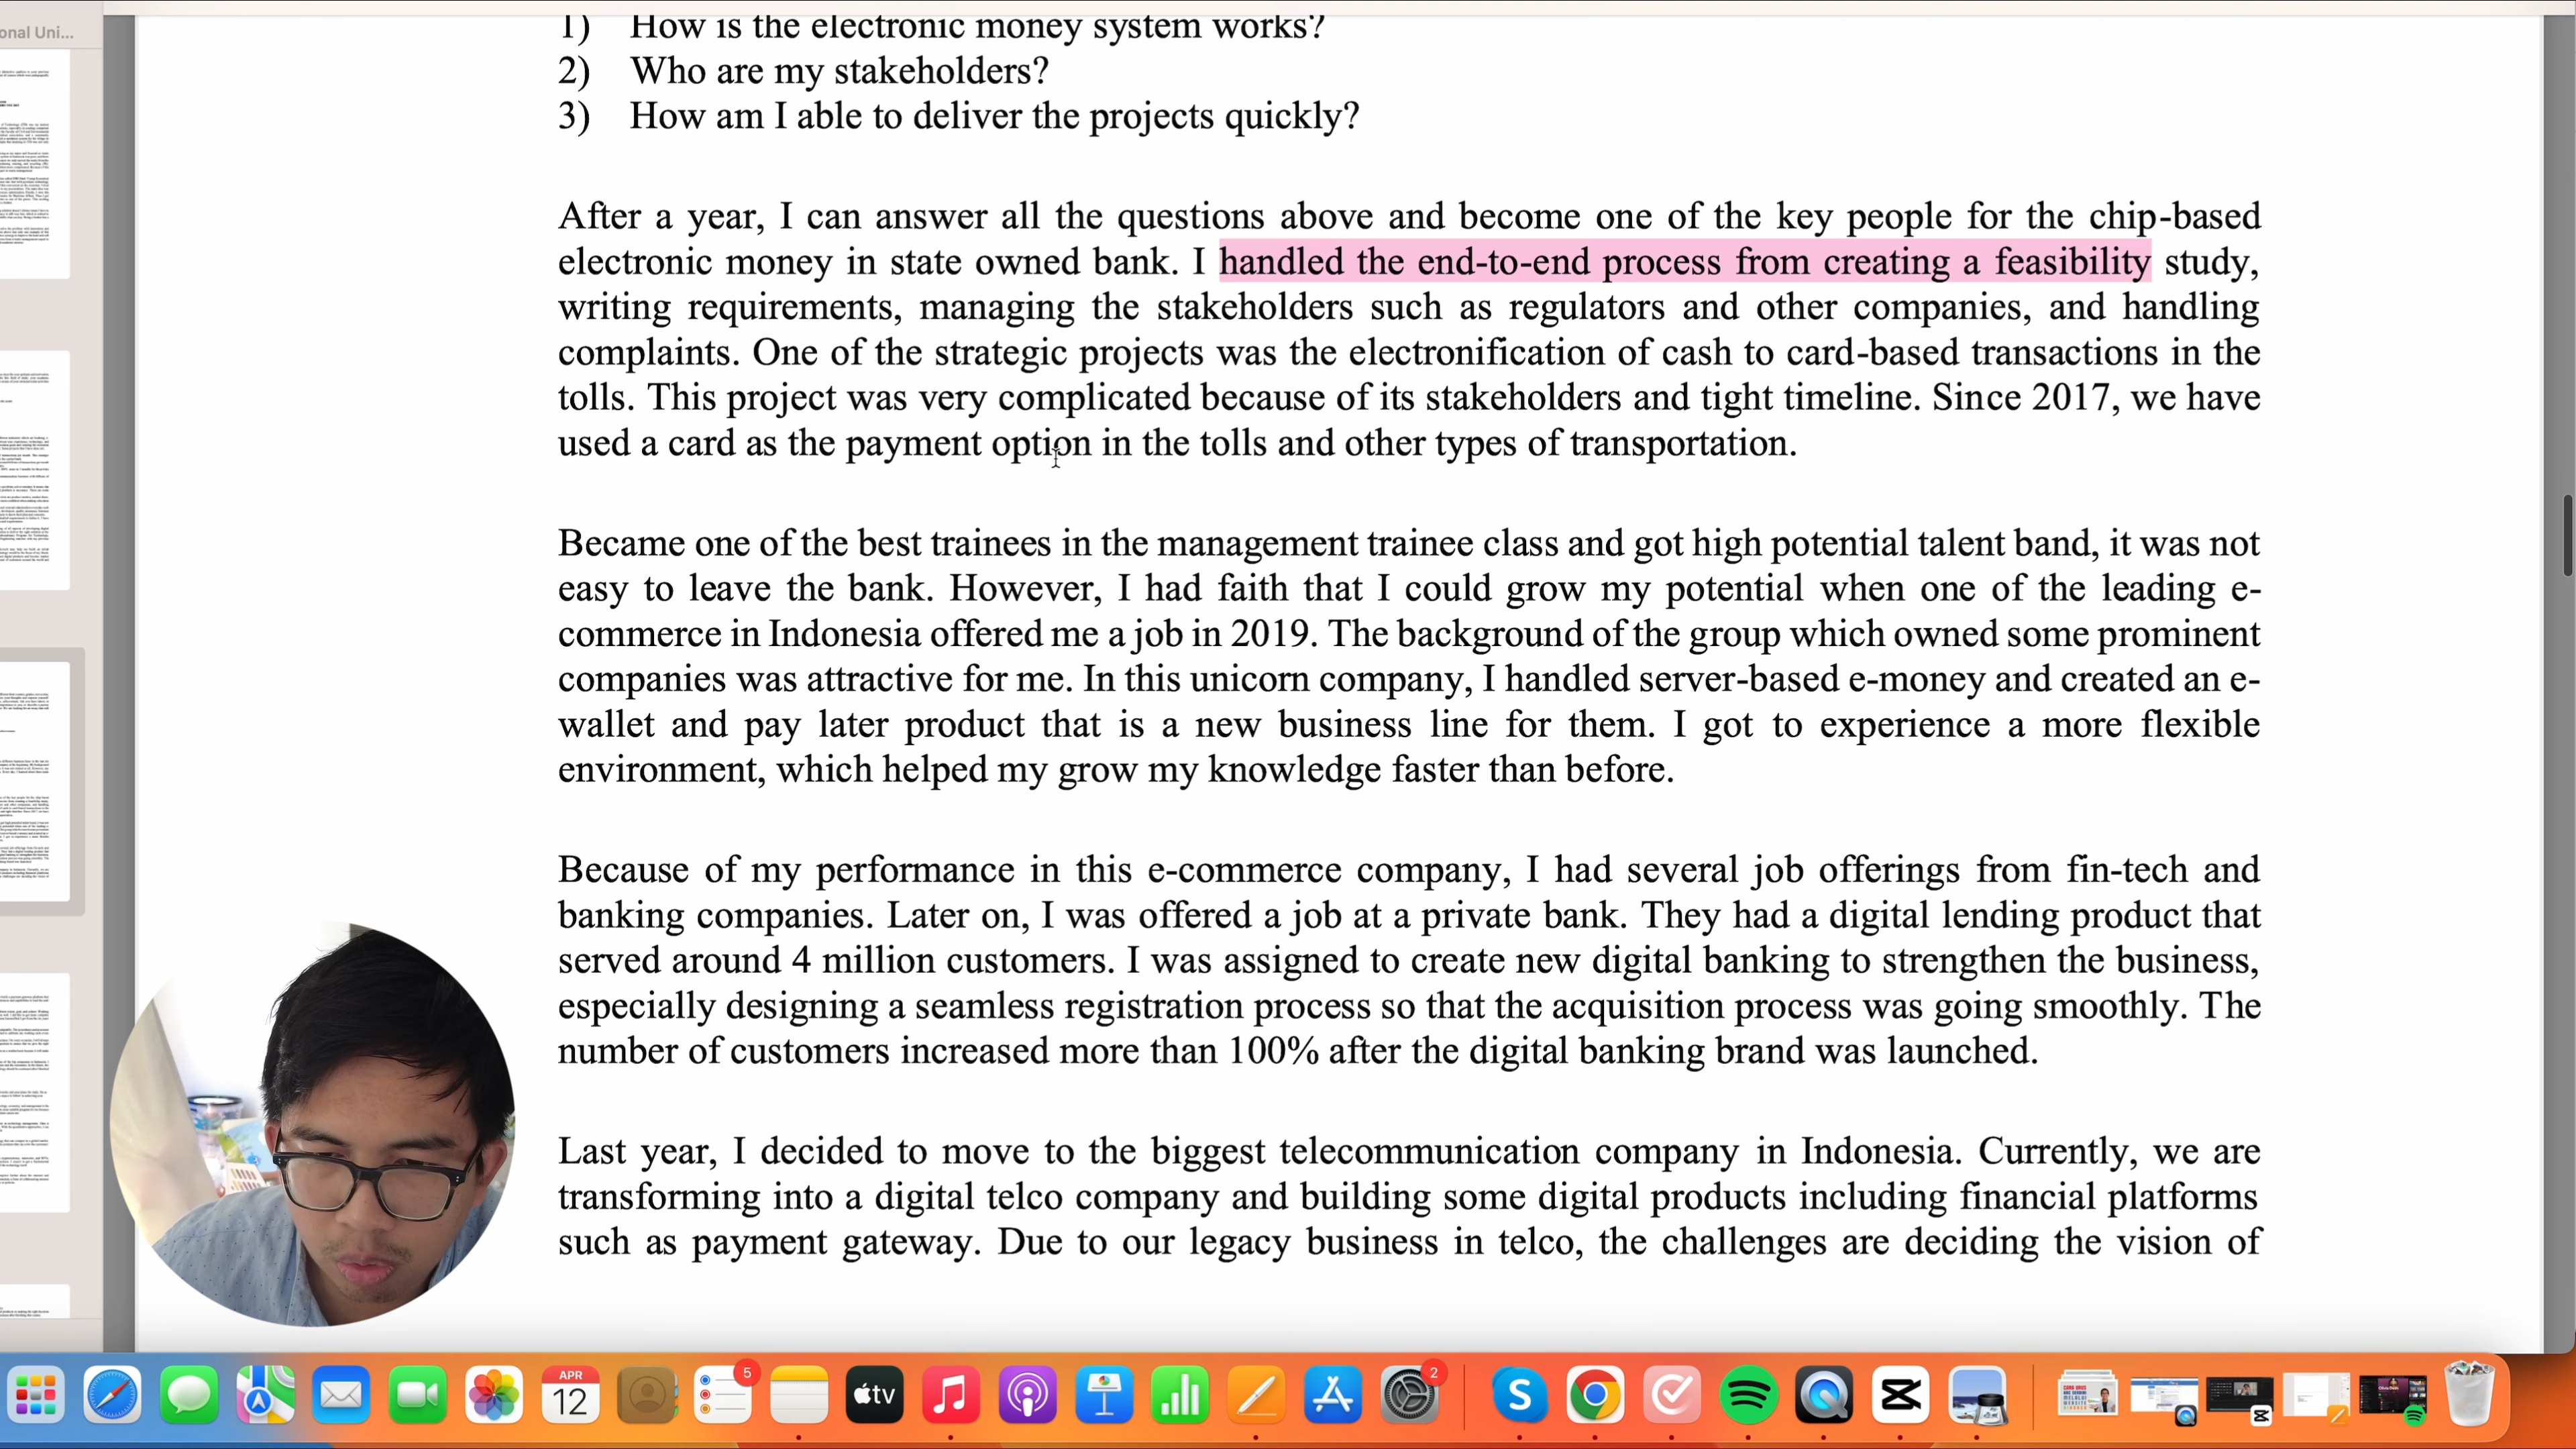 onal Uni...
1) How is the electronic money system works?
2) Who are my stakeholders?
3) How am I able to deliver the projects quickly?
After a year, I can answer all the questions above and become one of the key people for the chip-based
electronic money in state owned bank. I handled the end-to-end process from creating a feasibility study,
writing requirements, managing the stakeholders such as regulators and other companies, and handling
complaints. One of the strategic projects was the electronification of cash to card-based transactions in the
tolls. This project was very complicated because of its stakeholders and tight timeline. Since 2017, we have
used a card as the payment option in the tolls and other types of transportation.
Became one of the best trainees in the management trainee class and got high potential talent band, it was not
easy to leave the bank. However, I had faith that I could grow my potential when one of the leading e-
commerce in Indonesia offered me a job in 2019. The background of the group which owned some prominent
companies was attractive for me. In this unicorn company, I handled server-based e-money and created an e-
wallet and pay later product that is a new business line for them. I got to experience a more flexible
environment, which helped my grow my knowledge faster than before.
Because of my performance in this e-commerce company, I had several job offerings from fin-tech and
banking companies. Later on, I was offered a job at a private bank. They had a digital lending product that
served around 4 million customers. I was assigned to create new digital banking to strengthen the business,
especially designing a seamless registration process so that the acquisition process was going smoothly. The
number of customers increased more than 100% after the digital banking brand was launched.
Last year, I decided to move to the biggest telecommunication company in Indonesia. Currently, we are
transforming into a digital telco company and building some digital products including financial platforms
such as payment gateway. Due to our legacy business in telco, the challenges are deciding the vision of
APR
12
5
tv
2
S